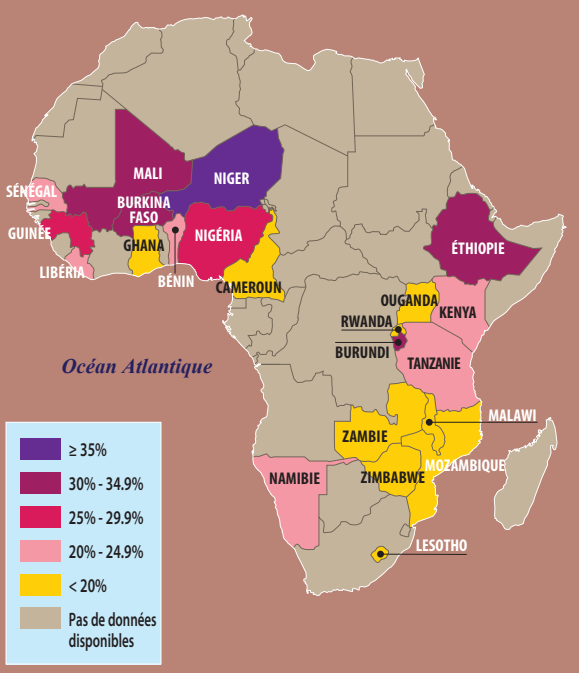 MALI
NIGER
SÉNÉGAL
BURKINA
FASO
GUINÉE
GHANA
NIGÉRIA
ÉTHIOPIE
LIBÉRIA
BÉNIN
CAMEROUN
OUGANDA
KENYA
RWANDA
BURUNDI
TANZANIE
Océan Atlantique
MALAWI
ZAMBIE
MOZAMBIQUE
NAMIBIE
ZIMBABWE
LESOTHO
≥ 35%
30% - 34.9%
25% - 29.9%
20% - 24.9%
< 20%
Pas de données
disponibles